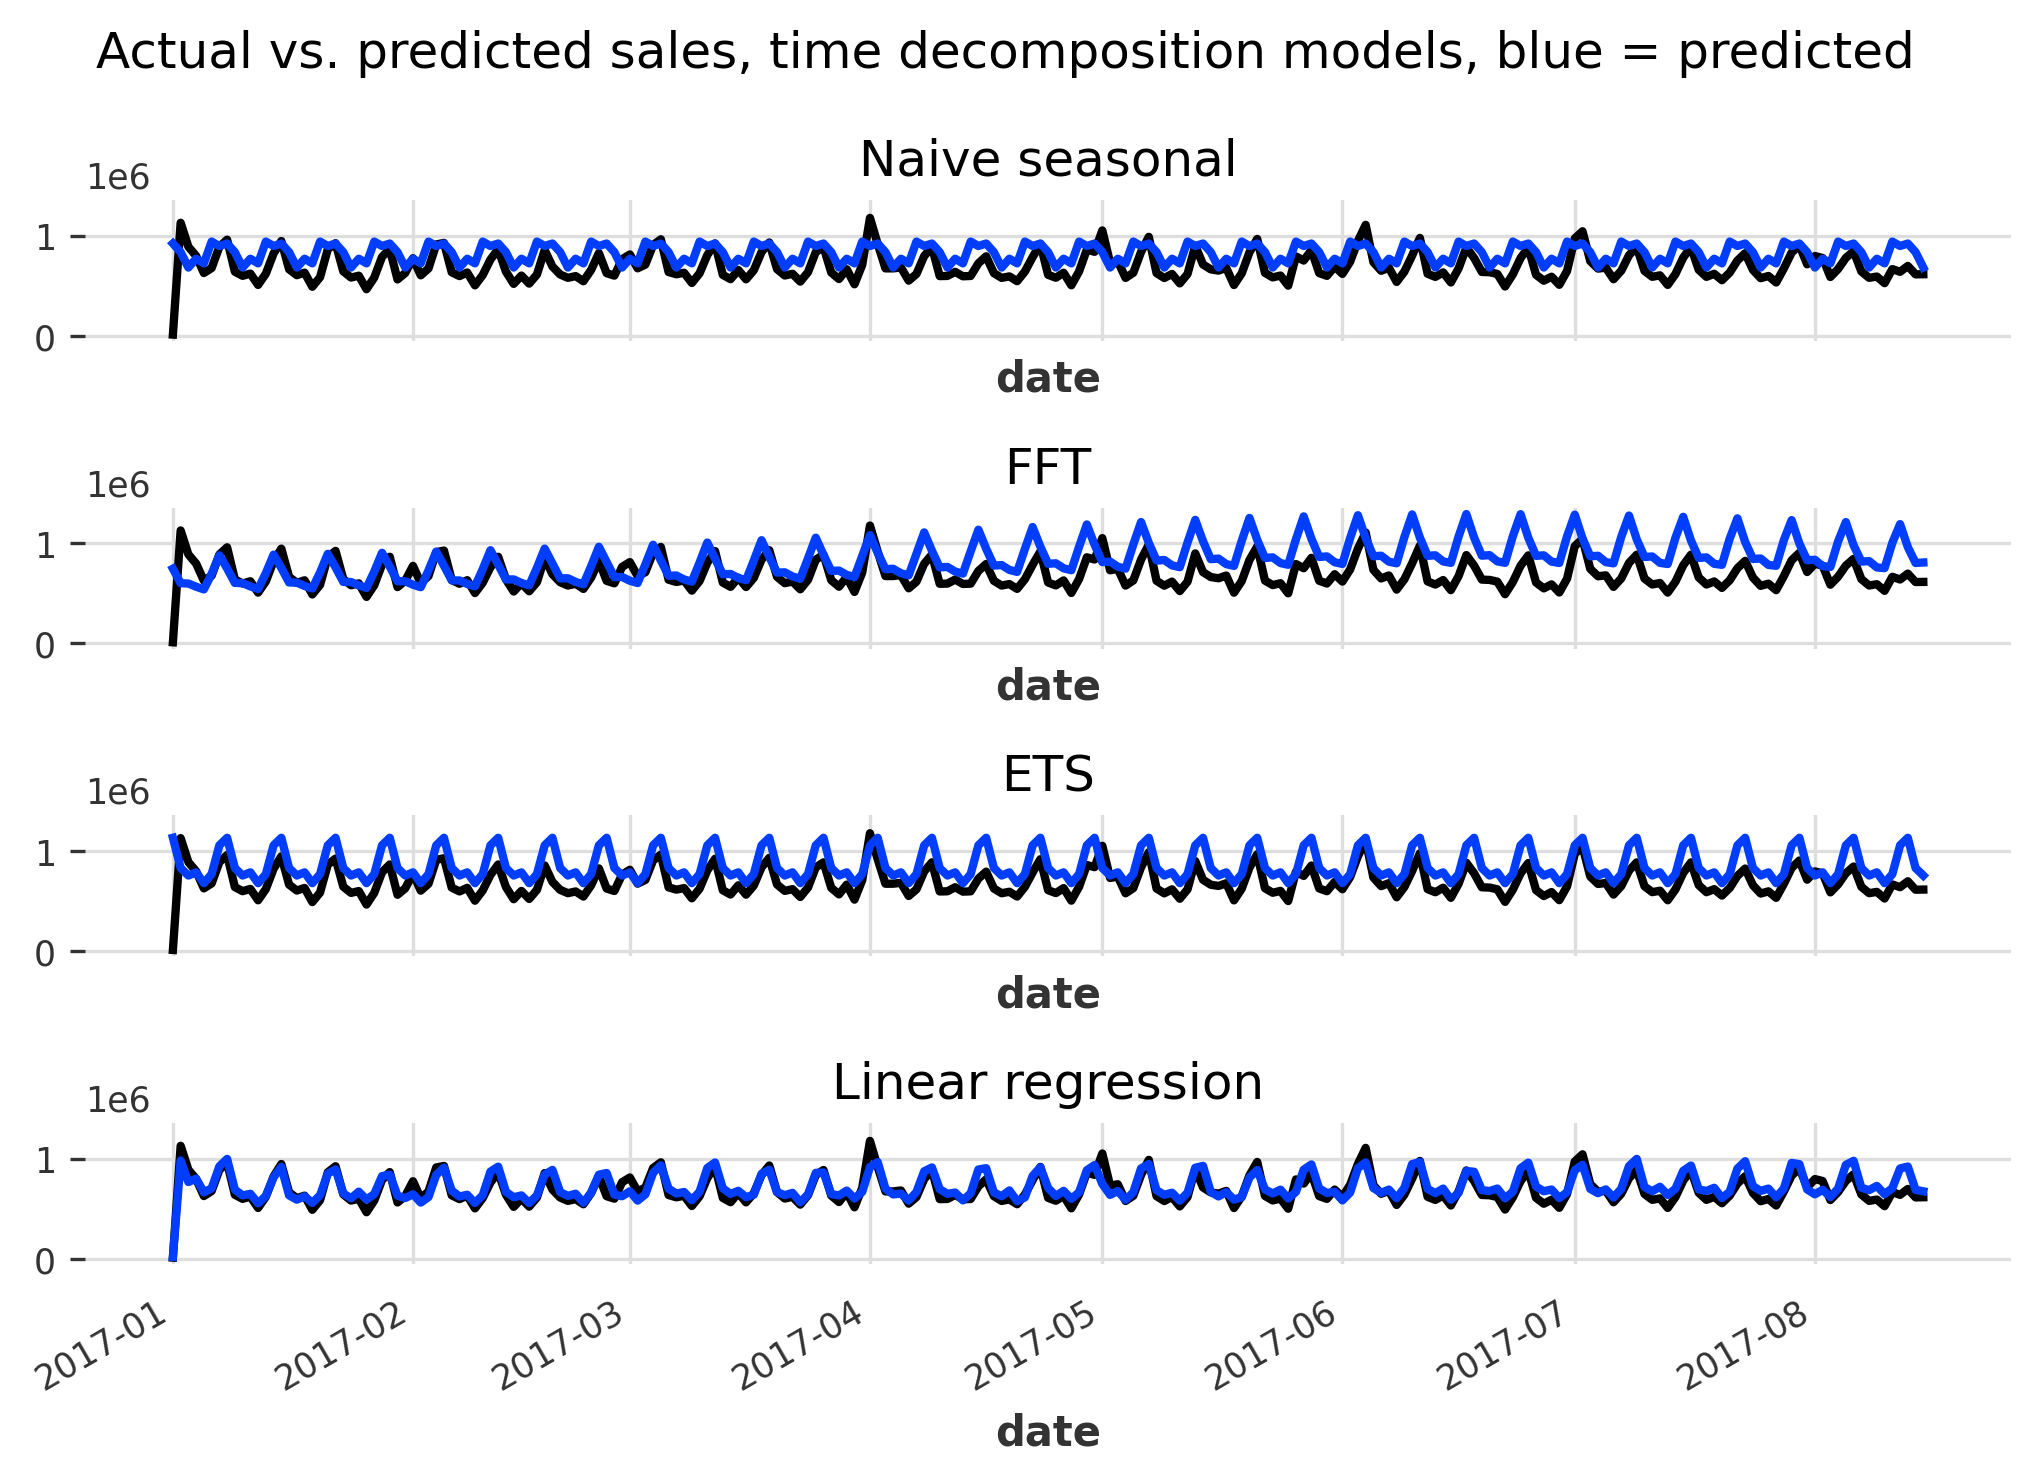 Actual vs. predicted sales, time decomposition models, blue = predicted
Naive seasonal
1e6
1
0
date
FFT
1e6
1
0
date
ETS
1e6
1
0
date
Linear regression
1e6
1
0
2017-01 2017-02 2017-03 2017-04 2017-05 2017-06 2017-07 2017-08
date